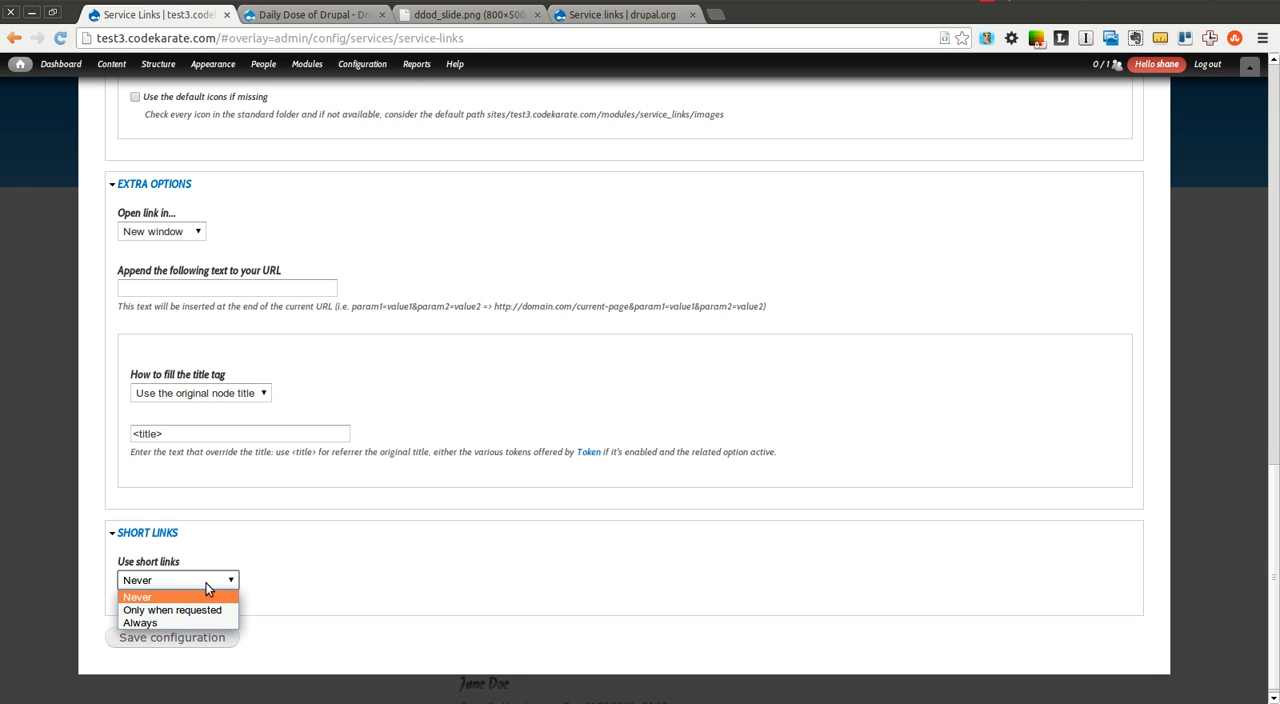 Service Links | test3.code
Daily Dose of Drupal - Dr
ddod_slide.png (800×500
Service links | drupal.org
test3.codekarate.com/#overlay=admin/config/services/service-links
Dashboard Content Structure Appearance People Modules Configuration Reports Help 0 / 1 Hello shane Log out
Use the default icons if missing
Check every icon in the standard folder and if not available, consider the default path sites/test3.codekarate.com/modules/service_links/images
EXTRA OPTIONS
Open link in...
New window
Append the following text to your URL
This text will be inserted at the end of the current URL (i.e. param1=value1&param2=value2 => http://domain.com/current-page&param1=value1&param2=value2)
How to fill the title tag
Use the original node title
<title>
Enter the text that override the title: use <title> for referrer the original title, either the various tokens offered by Token if it's enabled and the related option active.
SHORT LINKS
Use short links
Never
Never
Only when requested
Always
Save configuration
Jane Doe